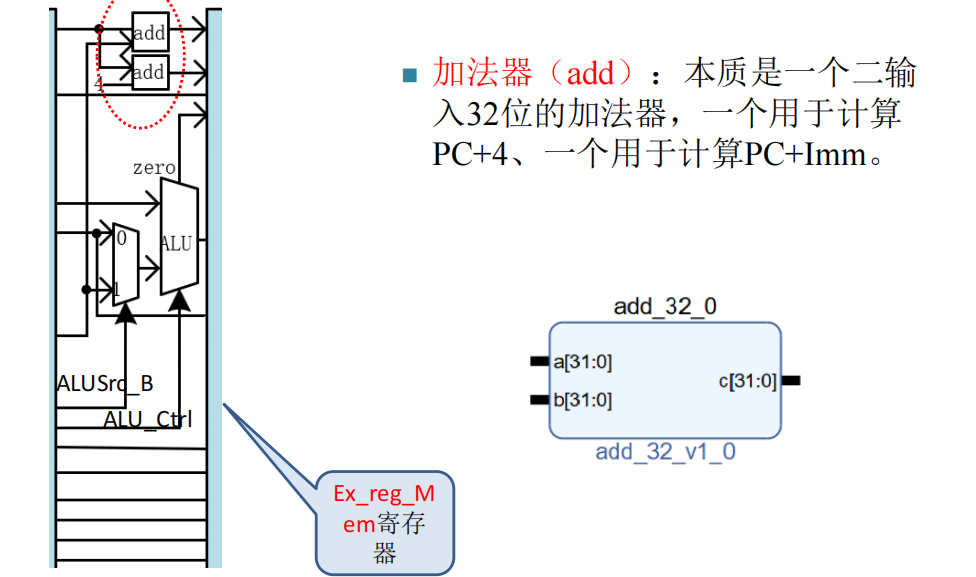 add
add
4
zero
0
ALU
1
ALUSrc_B
ALU_Ctrl
Ex_reg_M
em寄存
器
■ 加法器（add）：本质是一个二输
入32位的加法器，一个用于计算
PC+4、一个用于计算PC+Imm。
add_32_0
a[31:0]
c[31:0]
b[31:0]
add_32_v1_0